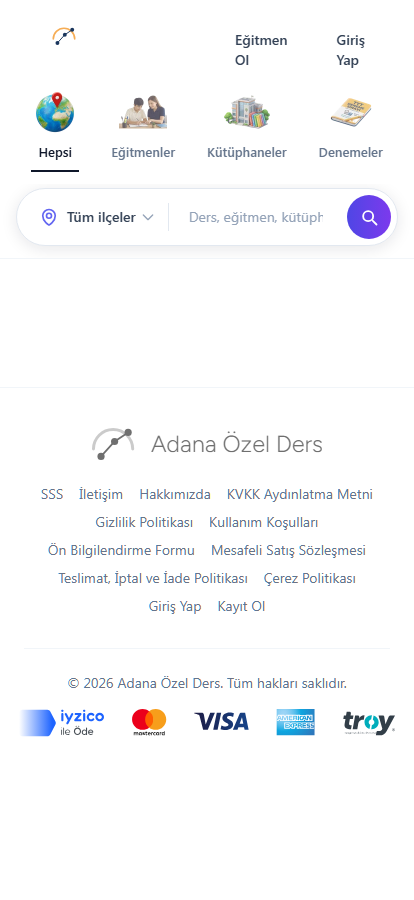 Eğitmen Ol
Giriş Yap
Hepsi
Eğitmenler
Kütüphaneler
Denemeler
Tüm ilçeler
Ders, eğitmen, kütüph
Adana Özel Ders
SSS İletişim Hakkımızda KVKK Aydınlatma Metni
Gizlilik Politikası Kullanım Koşulları
Ön Bilgilendirme Formu Mesafeli Satış Sözleşmesi
Teslimat, İptal ve İade Politikası Çerez Politikası
Giriş Yap Kayıt Ol
© 2026 Adana Özel Ders. Tüm hakları saklıdır.
iyzico ile Öde
mastercard
VISA
AMERICAN EXPRESS
troy